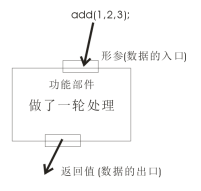 add(1,2,3);
形参(数据的入口)
功能部件
做了一轮处理
返回值(数据的出口)